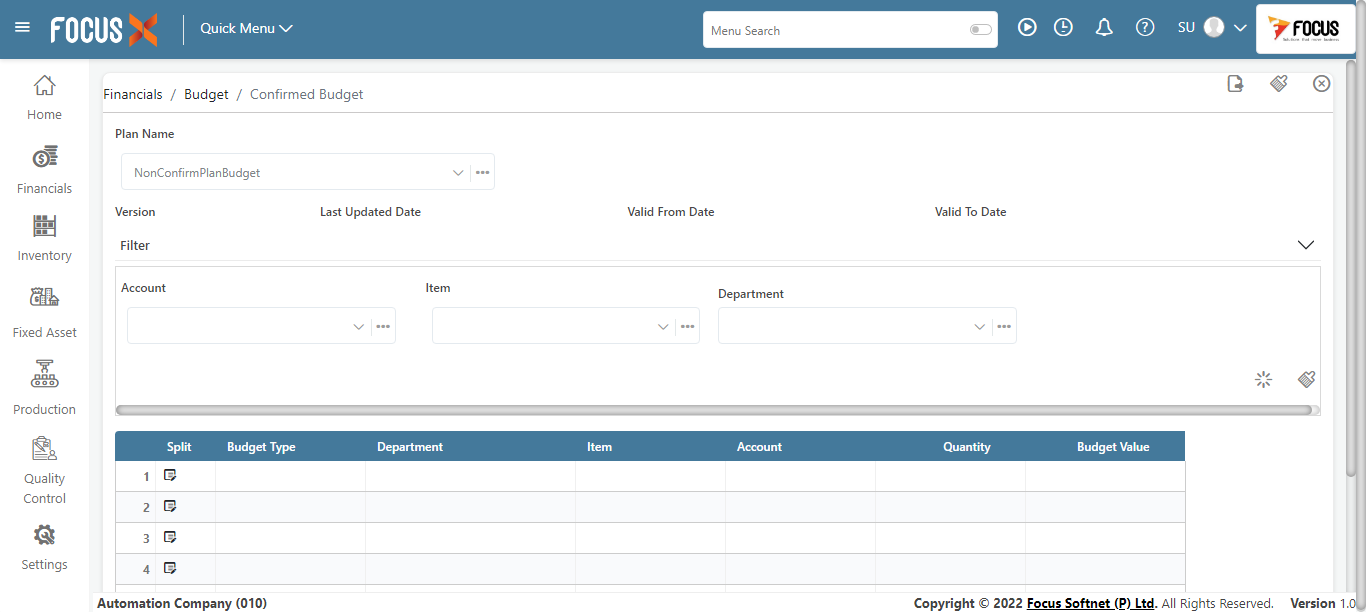 FOCUS X Quick Menu Menu Search SU FOCUS
Home
Financials
Inventory
Fixed Asset
Production
Quality
Control
Settings
Financials / Budget / Confirmed Budget
Plan Name
NonConfirmPlanBudget
Version Last Updated Date Valid From Date Valid To Date
Filter
Account Item Department
Split Budget Type Department Item Account Quantity Budget Value
1
2
3
4
Automation Company (010) Copyright © 2022 Focus Softnet (P) Ltd. All Rights Reserved. Version 1.0